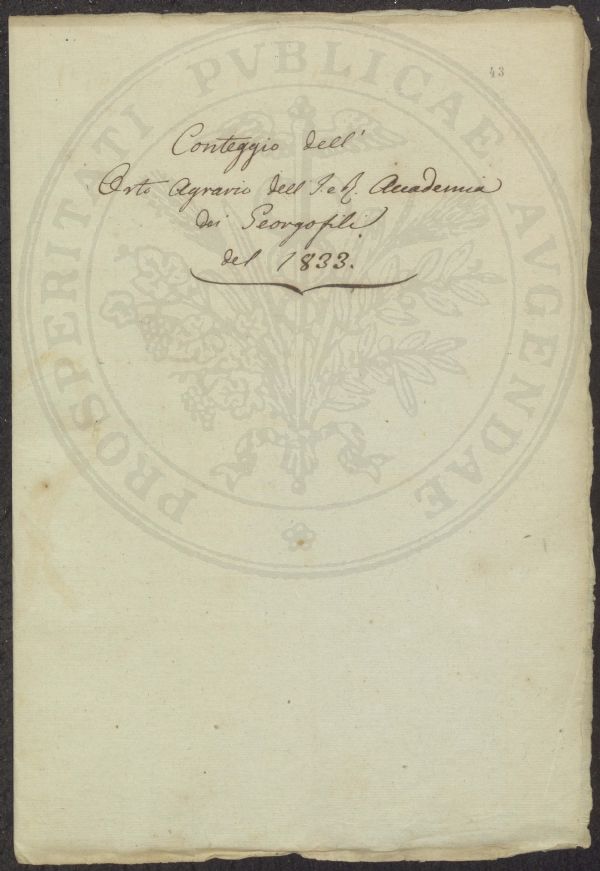 43
PROSPERITATI PVBLICAE AVGENDAE
Conteggio dell'
Orto Agrario dell' I. e R. Accademia
dei Georgofili
del 1833.